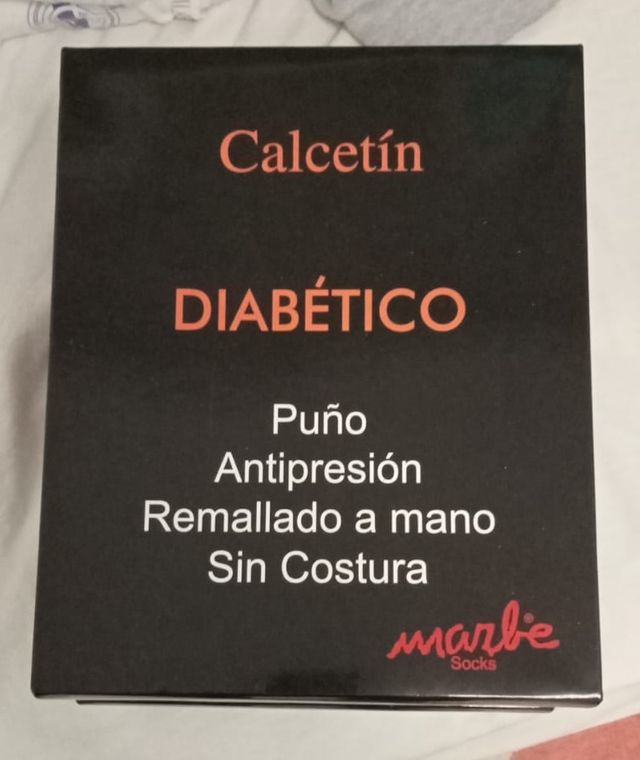 Calcetín
DIABÉTICO
Puño
Antipresión
Remallado a mano
Sin Costura
marbe®
Socks